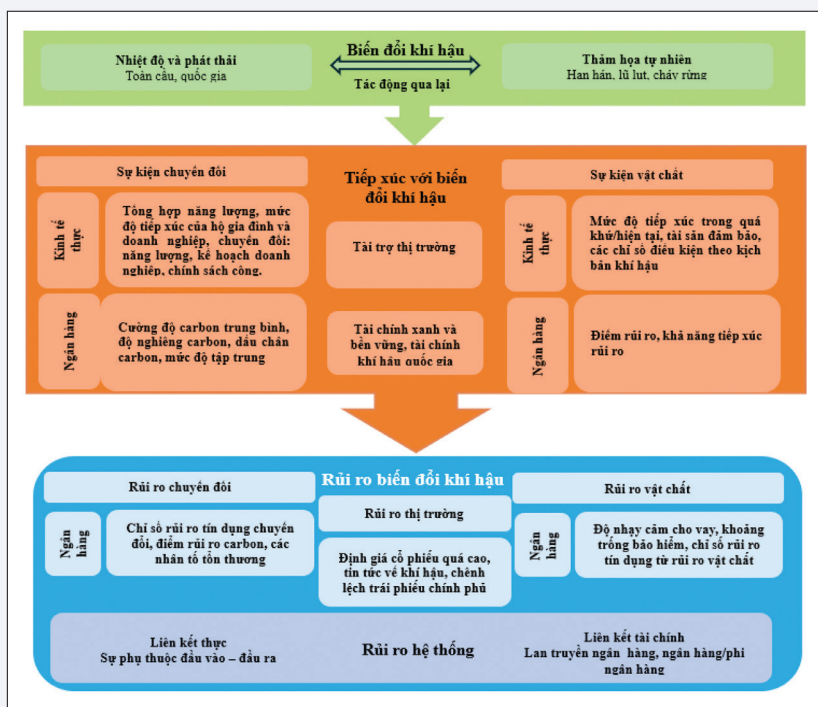 Biến đổi khí hậu
Nhiệt độ và phát thải
Toàn cầu, quốc gia
Tác động qua lại
Thảm họa tự nhiên
Hạn hán, lũ lụt, cháy rừng
Sự kiện chuyển đổi
Tiếp xúc với biến
đổi khí hậu
Sự kiện vật chất
Kinh tế
thực
Tổng hợp năng lượng, mức
độ tiếp xúc của hộ gia đình và
doanh nghiệp, chuyển đổi:
năng lượng, kế hoạch doanh
nghiệp, chính sách công.
Tài trợ thị trường
Kinh tế
thực
Mức độ tiếp xúc trong quá
khứ/hiện tại, tài sản đảm bảo,
các chỉ số điều kiện theo kịch
bản khí hậu
Ngân hàng
Cường độ carbon trung bình,
độ nghiêng carbon, dấu chân
carbon, mức độ tập trung
Tài chính xanh và
bền vững, tài chính
khí hậu quốc gia
Ngân hàng
Điểm rủi ro, khả năng tiếp xúc
rủi ro
Rủi ro biến đổi khí hậu
Rủi ro chuyển đổi
Rủi ro thị trường
Rủi ro vật chất
Ngân
hàng
Chỉ số rủi ro tín dụng chuyển
đổi, điểm rủi ro carbon, các
nhân tố tổn thương
Định giá cổ phiếu quá cao,
tin tức về khí hậu, chênh
lệch trái phiếu chính phủ
Ngân
hàng
Độ nhạy cảm cho vay, khoảng
trống bảo hiểm, chỉ số rủi ro
tín dụng từ rủi ro vật chất
Liên kết thực
Sự phụ thuộc đầu vào – đầu ra
Rủi ro hệ thống
Liên kết tài chính
Lan truyền ngân hàng, ngân hàng/phi
ngân hàng